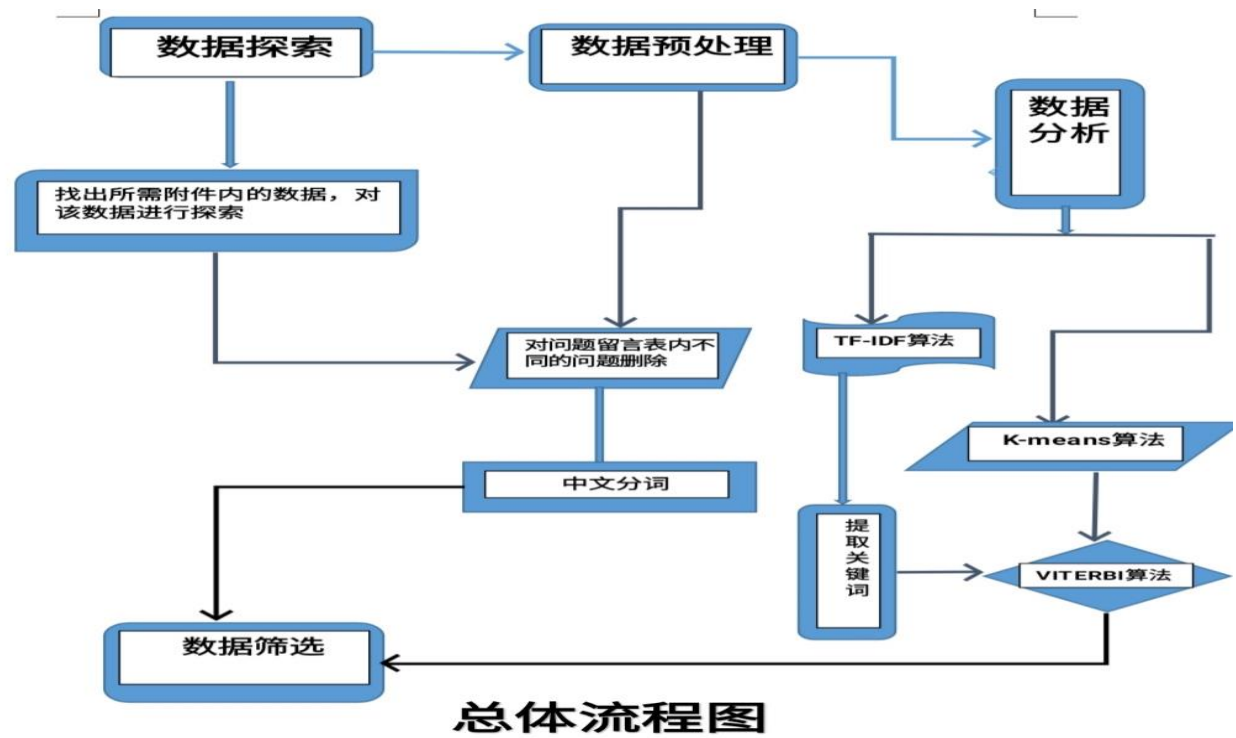 数据探索
数据预处理
数据
分析
找出所需附件内的数据，对
该数据进行探索
对问题留言表内不
同的问题删除
TF-IDF算法
K-means算法
中文分词
提
取
关
键
词
VITERBI算法
数据筛选
总体流程图